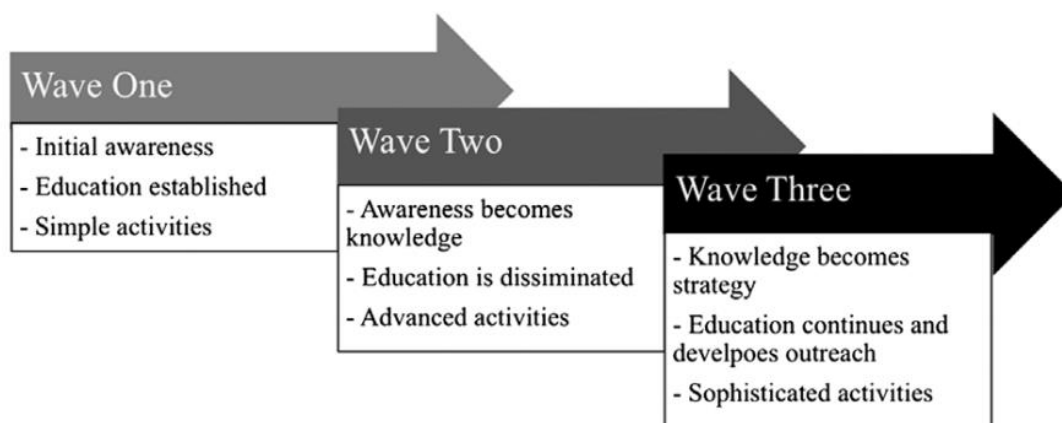 Wave One
- Initial awareness
- Education established
- Simple activities
Wave Two
- Awareness becomes
knowledge
- Education is dissiminated
- Advanced activities
Wave Three
- Knowledge becomes
strategy
- Education continues and
develpoes outreach
- Sophisticated activities